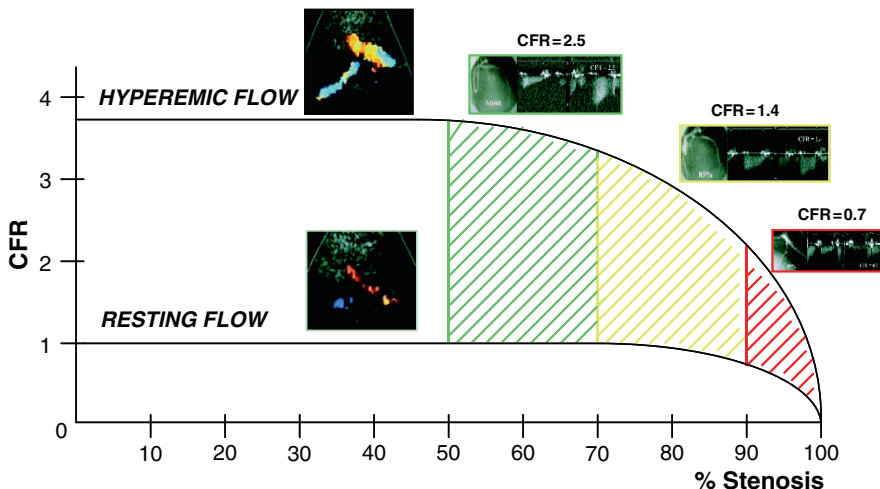 CFR=2.5
CFR=1.4
CFR=0.7
HYPEREMIC FLOW
RESTING FLOW
CFR
4
3
2
1
0
10 20 30 40 50 60 70 80 90 100
% Stenosis
85%